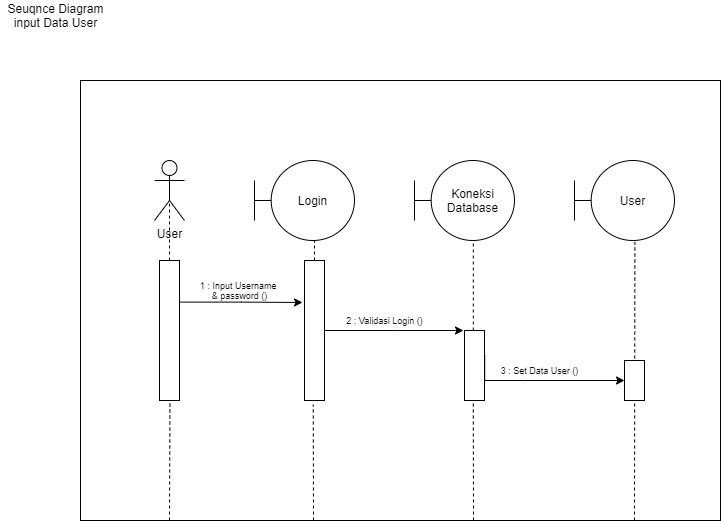 Seuqnce Diagram
input Data User
Login
Koneksi
Database
User
User
1 : Input Username
& password ()
2 : Validasi Login ()
3 : Set Data User ()